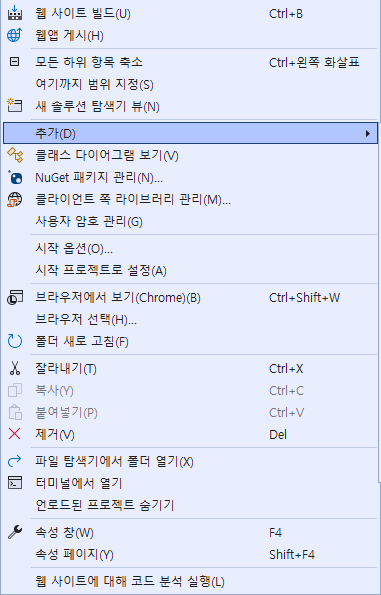 웹 사이트 빌드(U) Ctrl+B
웹앱 게시(H)
모든 하위 항목 축소 Ctrl+왼쪽 화살표
여기까지 범위 지정(S)
새 솔루션 탐색기 뷰(N)
추가(D)
클래스 다이어그램 보기(V)
NuGet 패키지 관리(N)...
클라이언트 쪽 라이브러리 관리(M)...
사용자 암호 관리(G)
시작 옵션(O)...
시작 프로젝트로 설정(A)
브라우저에서 보기(Chrome)(B) Ctrl+Shift+W
브라우저 선택(H)...
폴더 새로 고침(F)
잘라내기(T) Ctrl+X
복사(Y) Ctrl+C
붙여넣기(P) Ctrl+V
제거(V) Del
파일 탐색기에서 폴더 열기(X)
터미널에서 열기
언로드된 프로젝트 숨기기
속성 창(W) F4
속성 페이지(Y) Shift+F4
웹 사이트에 대해 코드 분석 실행(L)